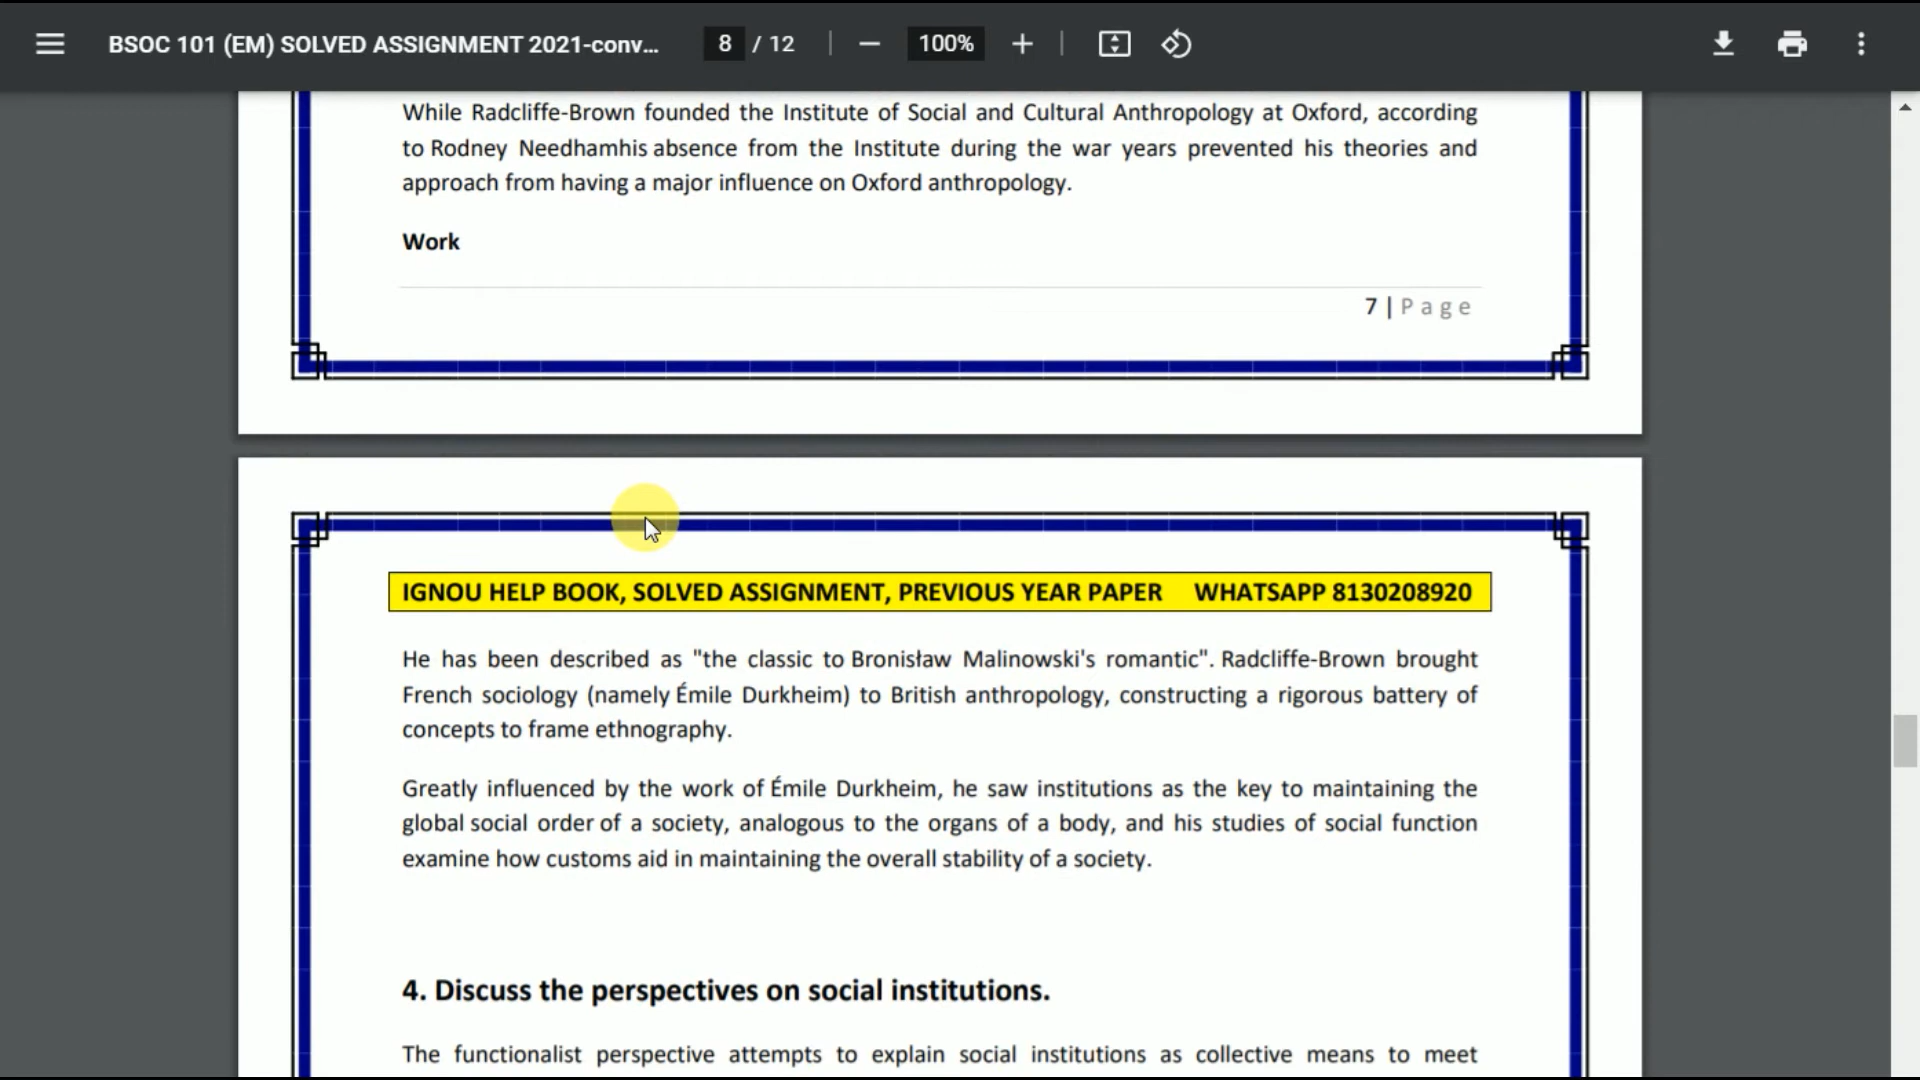 BSOC 101 (EM) SOLVED ASSIGNMENT 2021-conv... 8 / 12 100%
While Radcliffe-Brown founded the Institute of Social and Cultural Anthropology at Oxford, according
to Rodney Needhamhis absence from the Institute during the war years prevented his theories and
approach from having a major influence on Oxford anthropology.
Work
7 | Page
IGNOU HELP BOOK, SOLVED ASSIGNMENT, PREVIOUS YEAR PAPER WHATSAPP 8130208920
He has been described as "the classic to Bronisław Malinowski's romantic". Radcliffe-Brown brought
French sociology (namely Émile Durkheim) to British anthropology, constructing a rigorous battery of
concepts to frame ethnography.
Greatly influenced by the work of Émile Durkheim, he saw institutions as the key to maintaining the
global social order of a society, analogous to the organs of a body, and his studies of social function
examine how customs aid in maintaining the overall stability of a society.
4. Discuss the perspectives on social institutions.
The functionalist perspective attempts to explain social institutions as collective means to meet